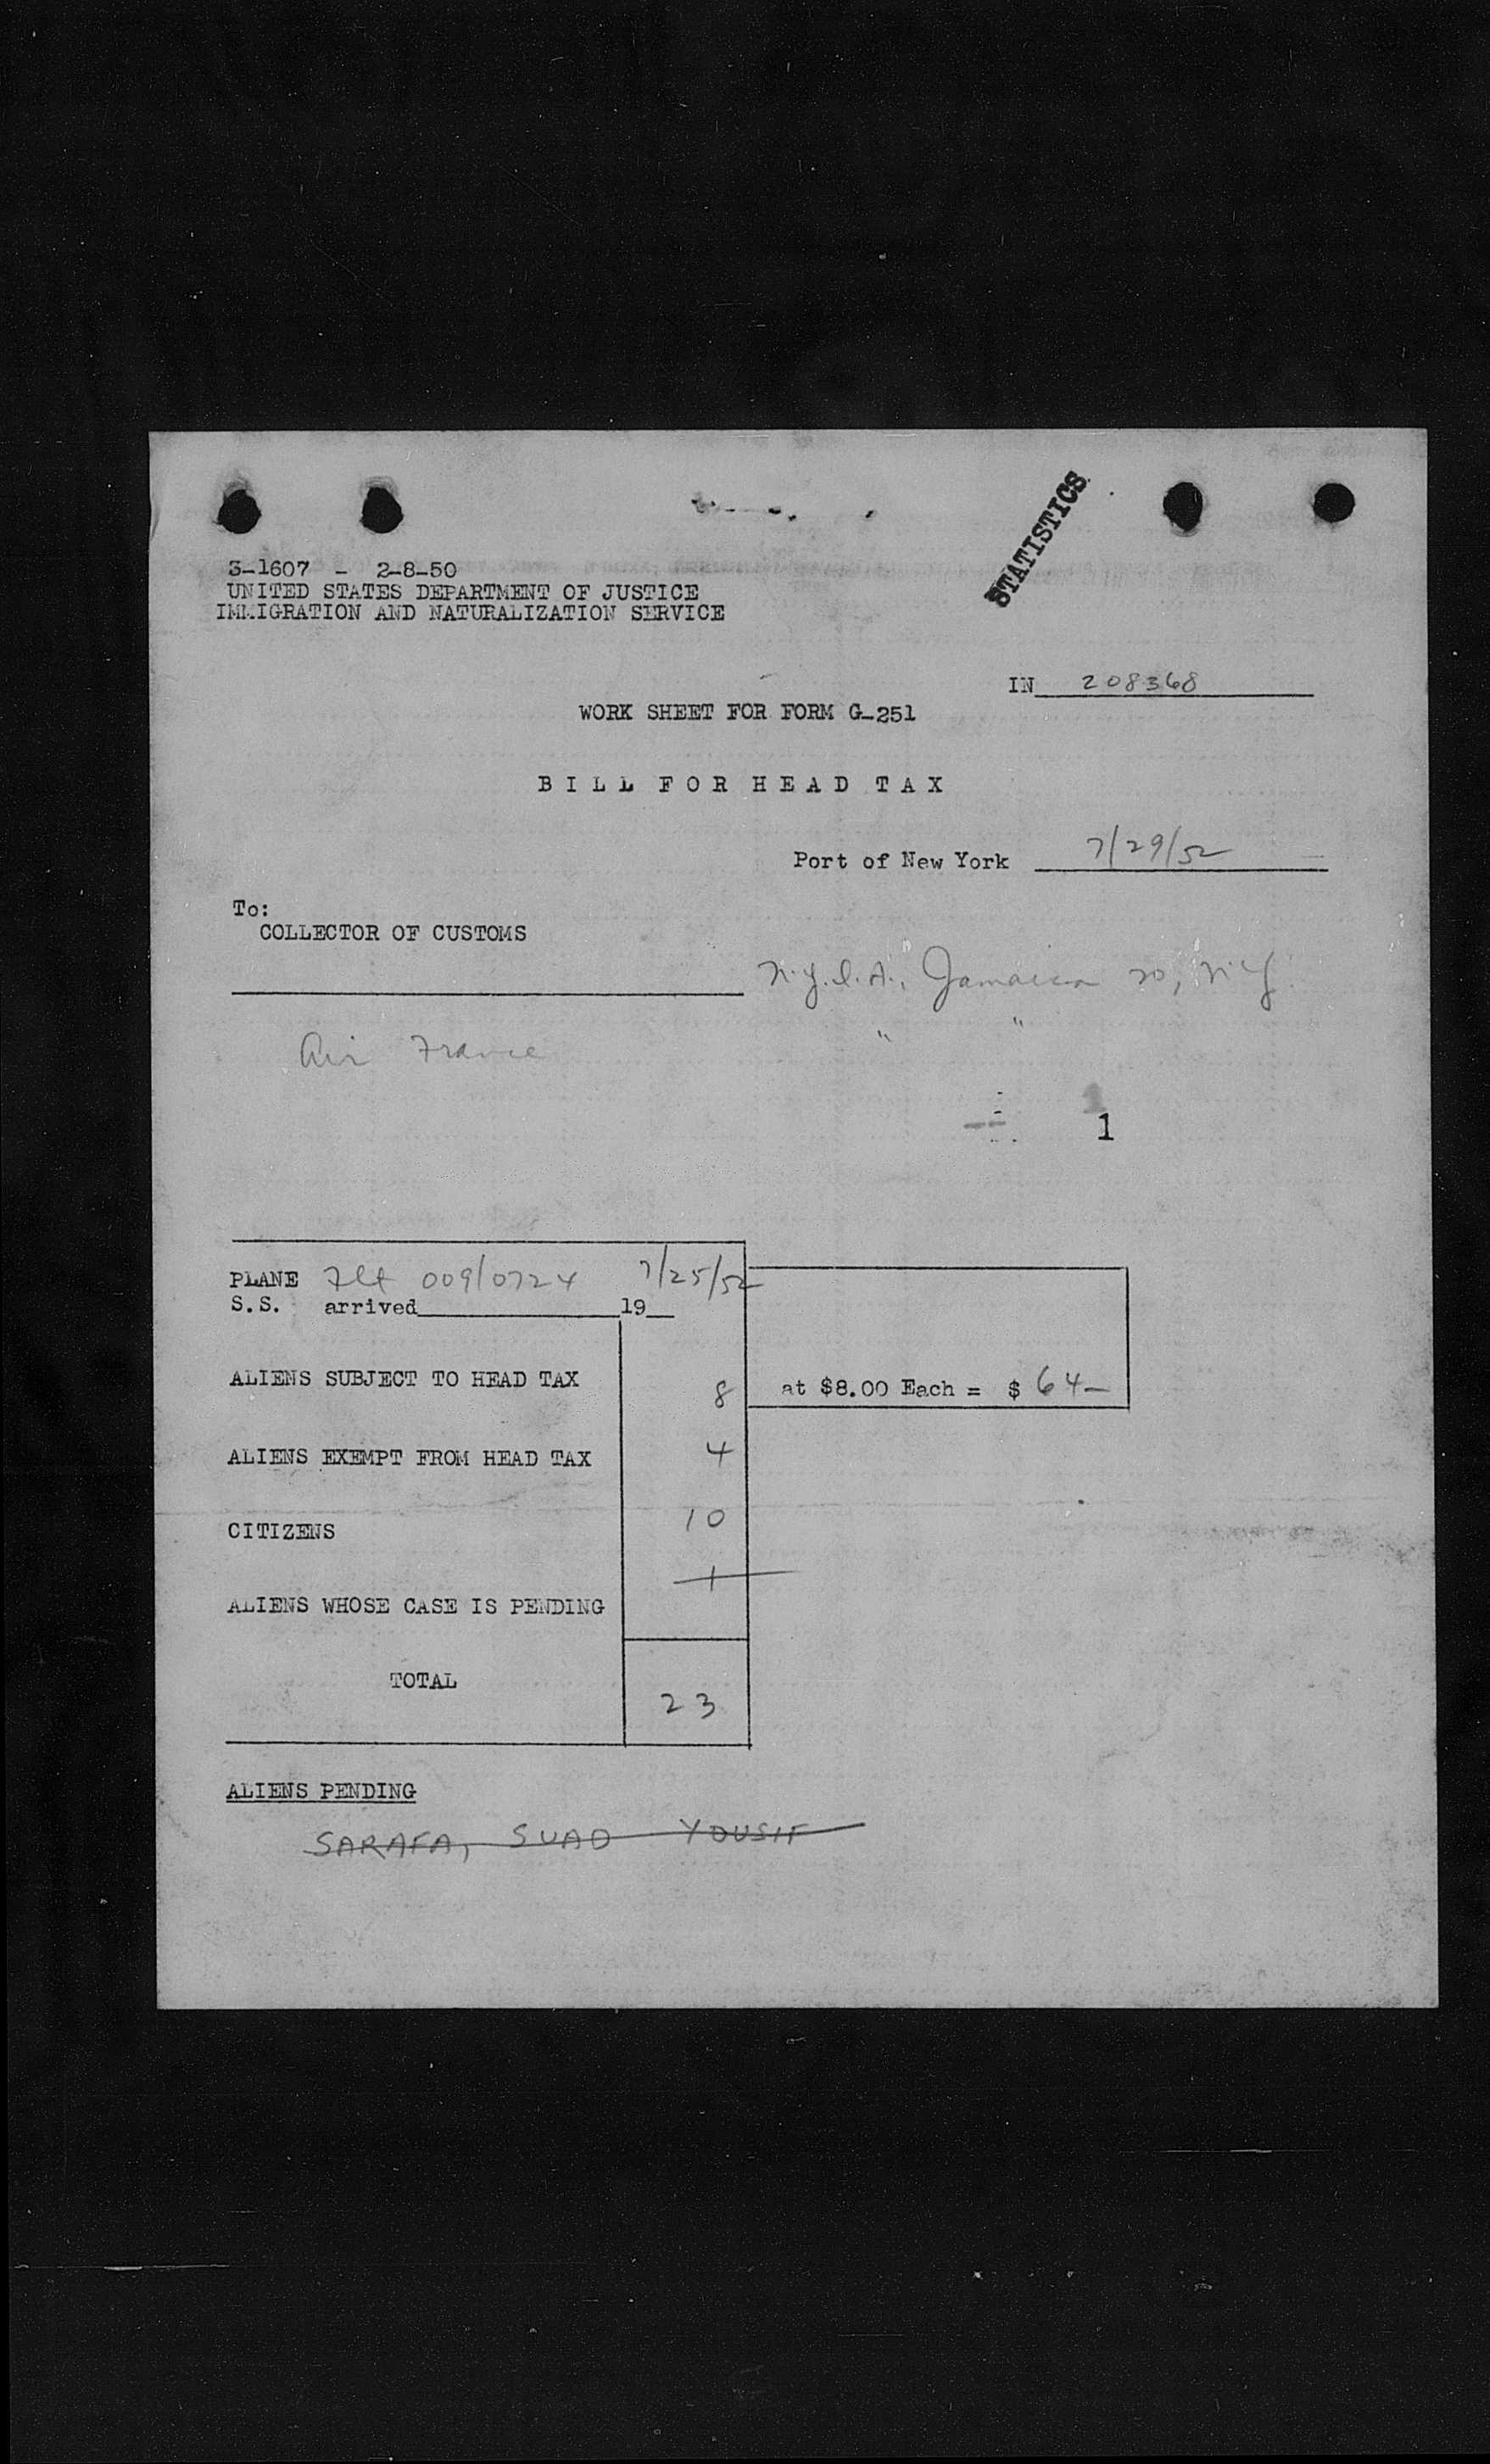 STATISTICS
3-1607 - 2-8-50
UNITED STATES DEPARTMENT OF JUSTICE
IMMIGRATION AND NATURALIZATION SERVICE
IN 208368
WORK SHEET FOR FORM G-251
BILL FOR HEAD TAX
Port of New York 7/29/52
To:
COLLECTOR OF CUSTOMS
N.Y.I.A., Jamaica 20, N.Y.
Air France " "
1
PLANE Flt 009/0724 7/25/52
S.S. arrived 19
ALIENS SUBJECT TO HEAD TAX 8 at $8.00 Each = $ 64-
ALIENS EXEMPT FROM HEAD TAX 4
CITIZENS 10
1
ALIENS WHOSE CASE IS PENDING
TOTAL 23
ALIENS PENDING
SARAFA, SUAD YOUSIF